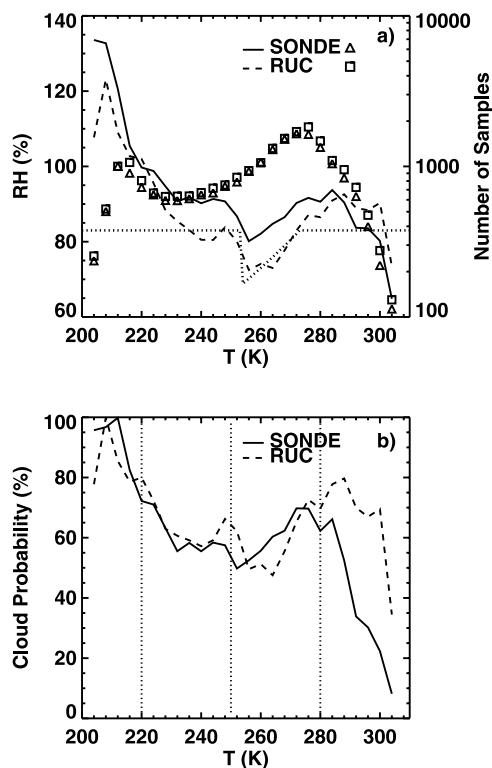 140
120
100
80
60
RH (%)
a)
SONDE
RUC
10000
1000
100
Number of Samples
200 220 240 260 280 300
T (K)
100
80
60
40
20
0
Cloud Probability (%)
SONDE
RUC
b)
200 220 240 260 280 300
T (K)